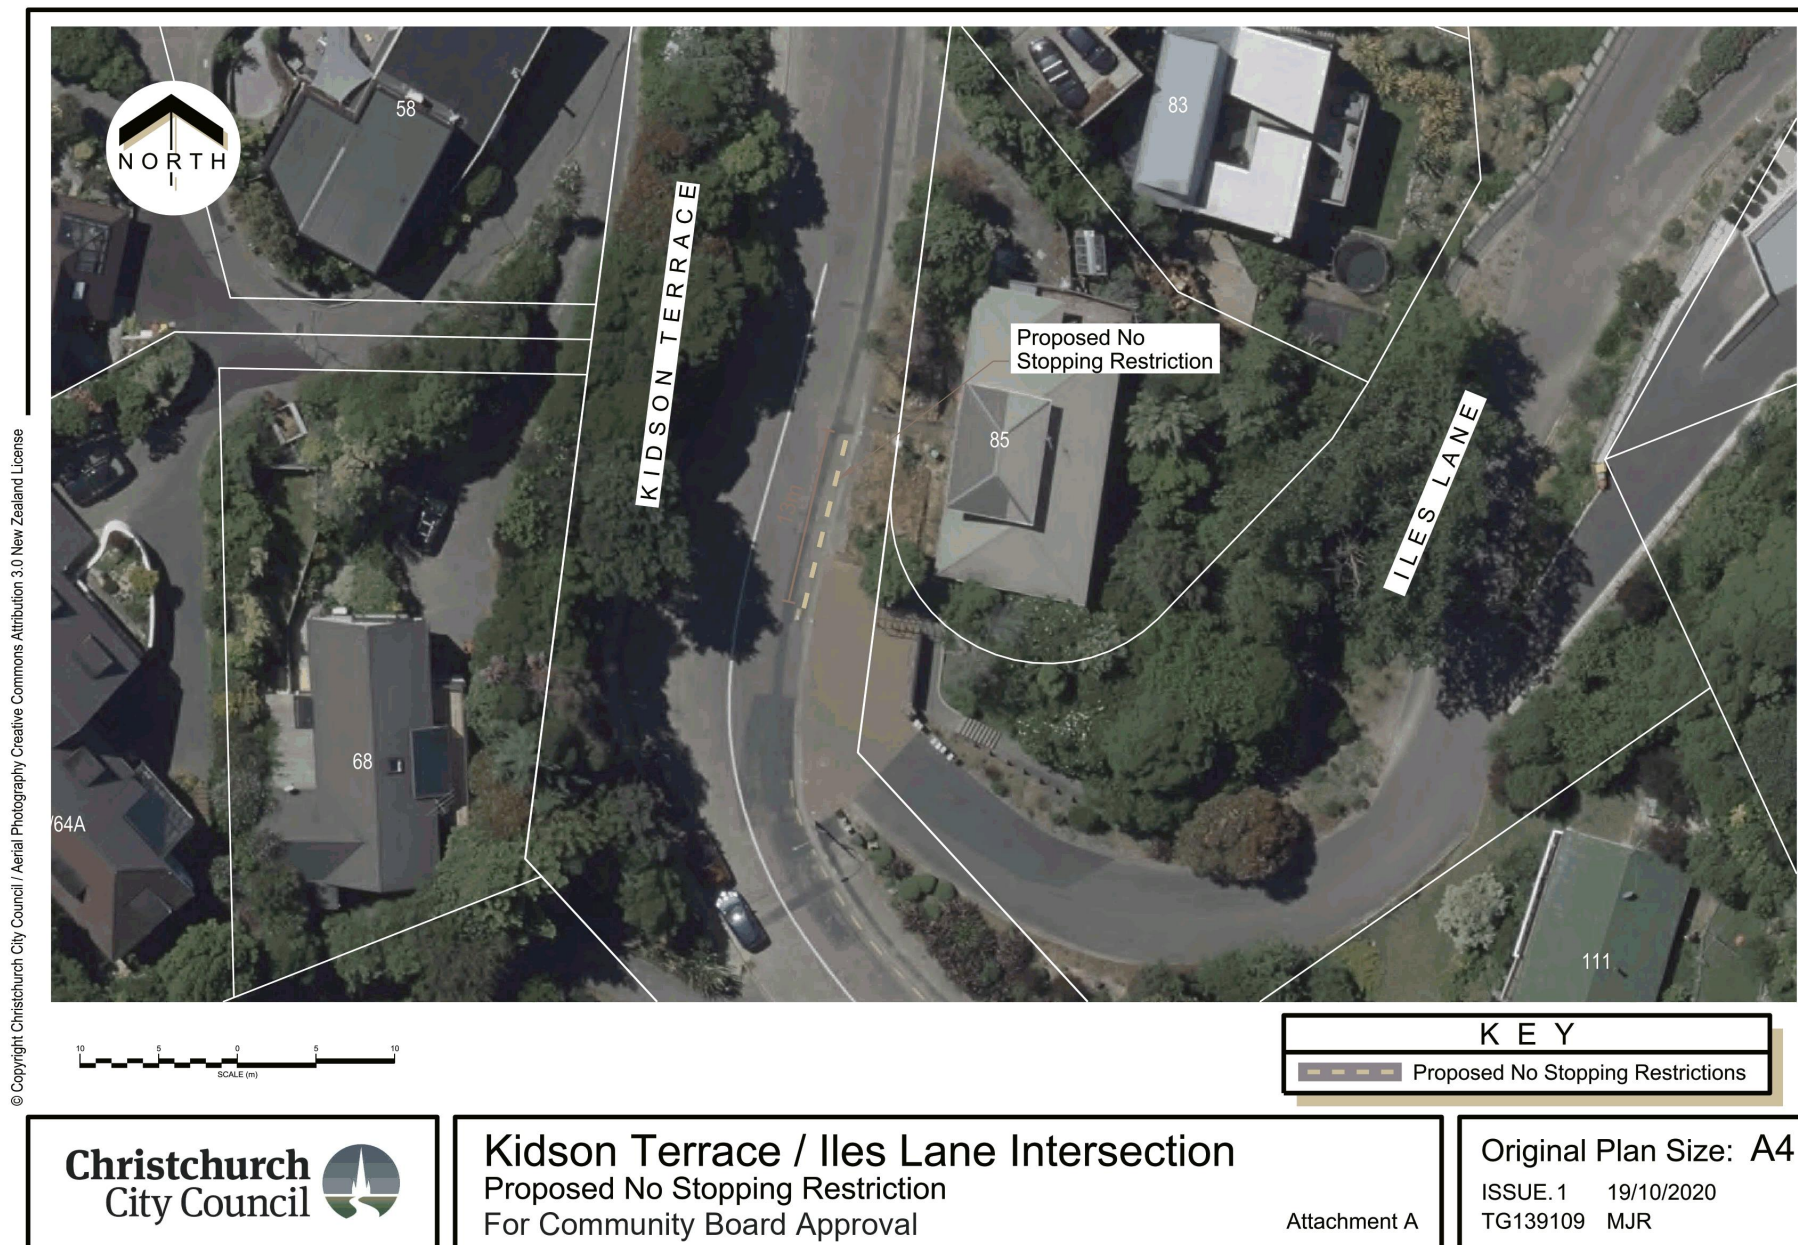 58
83
NORTH
KIDSON TERRACE
Proposed No
Stopping Restriction
85
ILES LANE
68
/64A
111
© Copyright Christchurch City Council / Aerial Photography Creative Commons Attribution 3.0 New Zealand License
10 5 0 5 10
SCALE (m)
KEY
Proposed No Stopping Restrictions
Christchurch
City Council
Kidson Terrace / Iles Lane Intersection
Proposed No Stopping Restriction
For Community Board Approval
Attachment A
Original Plan Size: A4
ISSUE.1 19/10/2020
TG139109 MJR